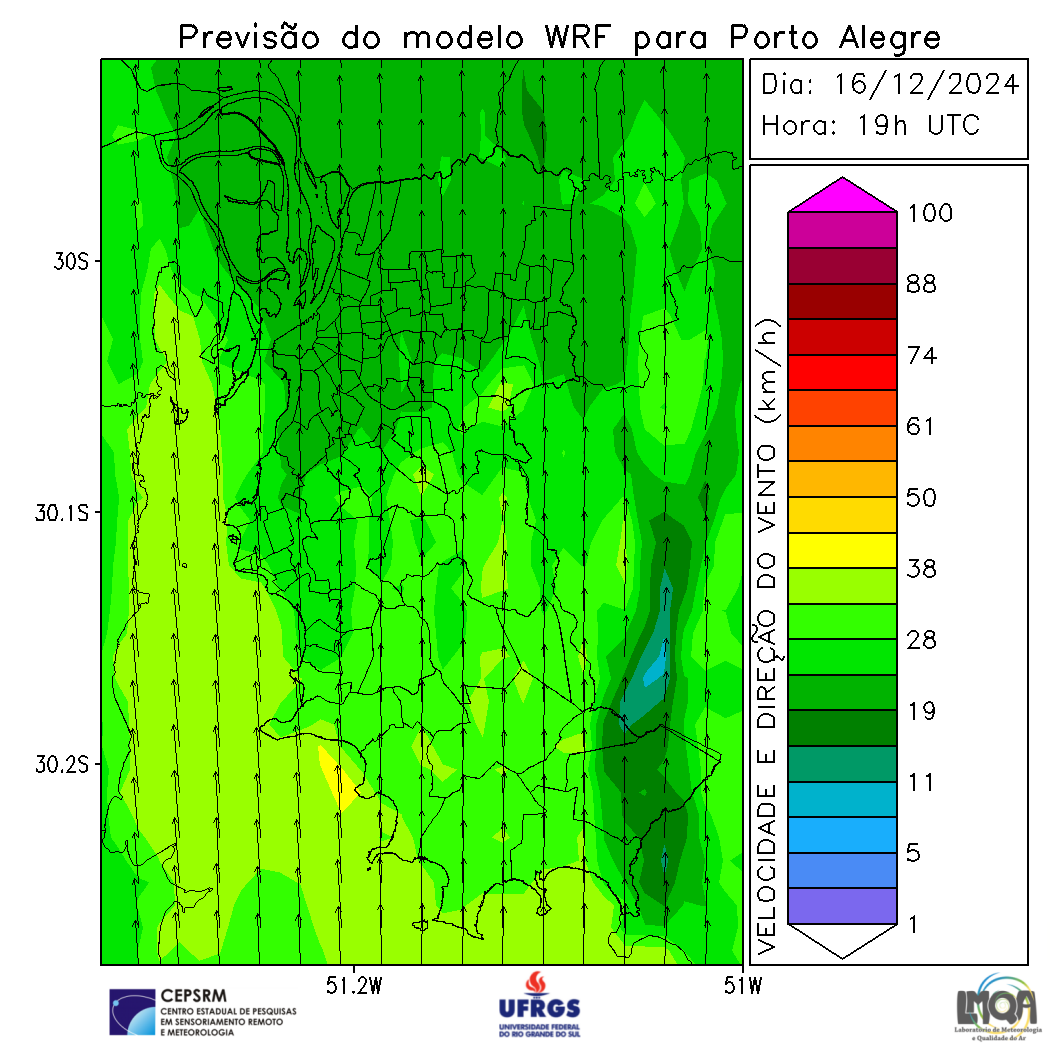 Previsão do modelo WRF para Porto Alegre
Dia: 16/12/2024
Hora: 19h UTC
30S
30.1S
30.2S
51.2W
51W
VELOCIDADE E DIREÇÃO DO VENTO (km/h)
100
88
74
61
50
38
28
19
11
5
1
CEPSRM
CENTRO ESTADUAL DE PESQUISAS
EM SENSORIAMENTO REMOTO
E METEOROLOGIA
UFRGS
UNIVERSIDADE FEDERAL
DO RIO GRANDE DO SUL
LMQA
Laboratório de Meteorologia
e Qualidade do Ar